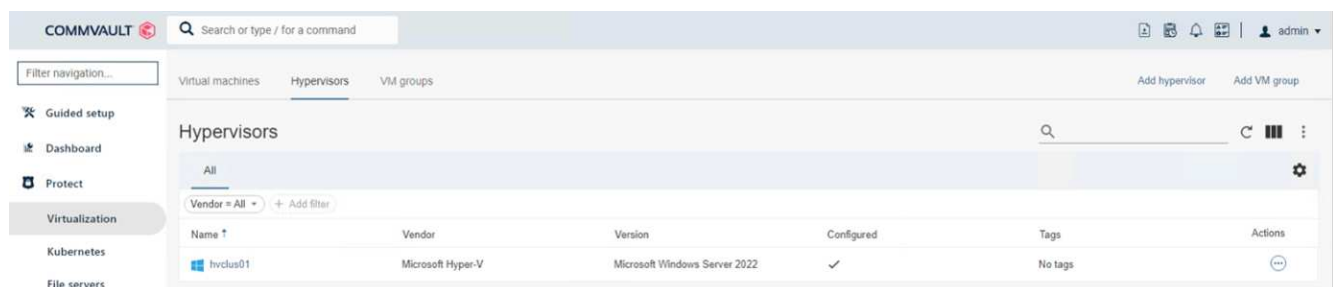 COMMVAULT
Search or type / for a command
admin
Filter navigation...
Virtual machines Hypervisors VM groups Add hypervisor Add VM group
Guided setup
Hypervisors
Dashboard
All
Protect
Vendor = All + Add filter
Virtualization
Name Vendor Version Configured Tags Actions
Kubernetes
hvclus01 Microsoft Hyper-V Microsoft Windows Server 2022 No tags
File servers